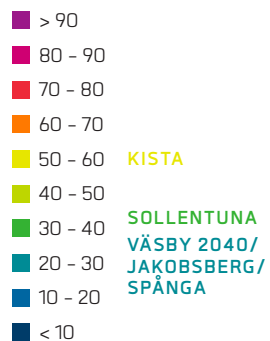 > 90
80 – 90
70 – 80
60 – 70
50 – 60 KISTA
40 – 50
30 – 40 SOLLENTUNA
20 – 30 VÄSBY 2040/
JAKOBSBERG/
SPÅNGA
10 – 20
< 10